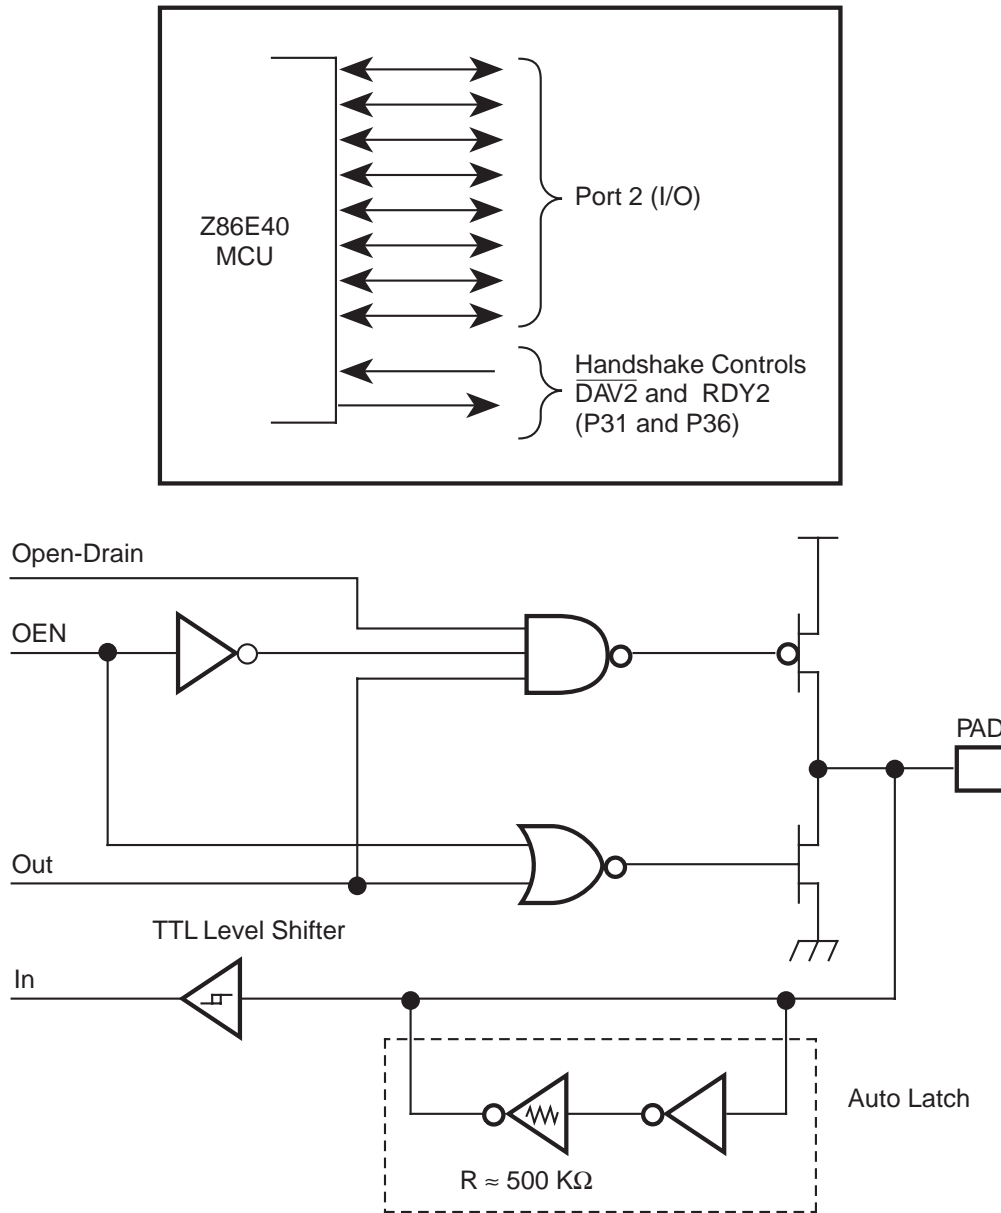 Z86E40
MCU
Port 2 (I/O)
Handshake Controls
D̅A̅V̅2̅ and RDY2
(P31 and P36)
Open-Drain
OEN
PAD
Out
TTL Level Shifter
In
Auto Latch
R ≈ 500 KΩ